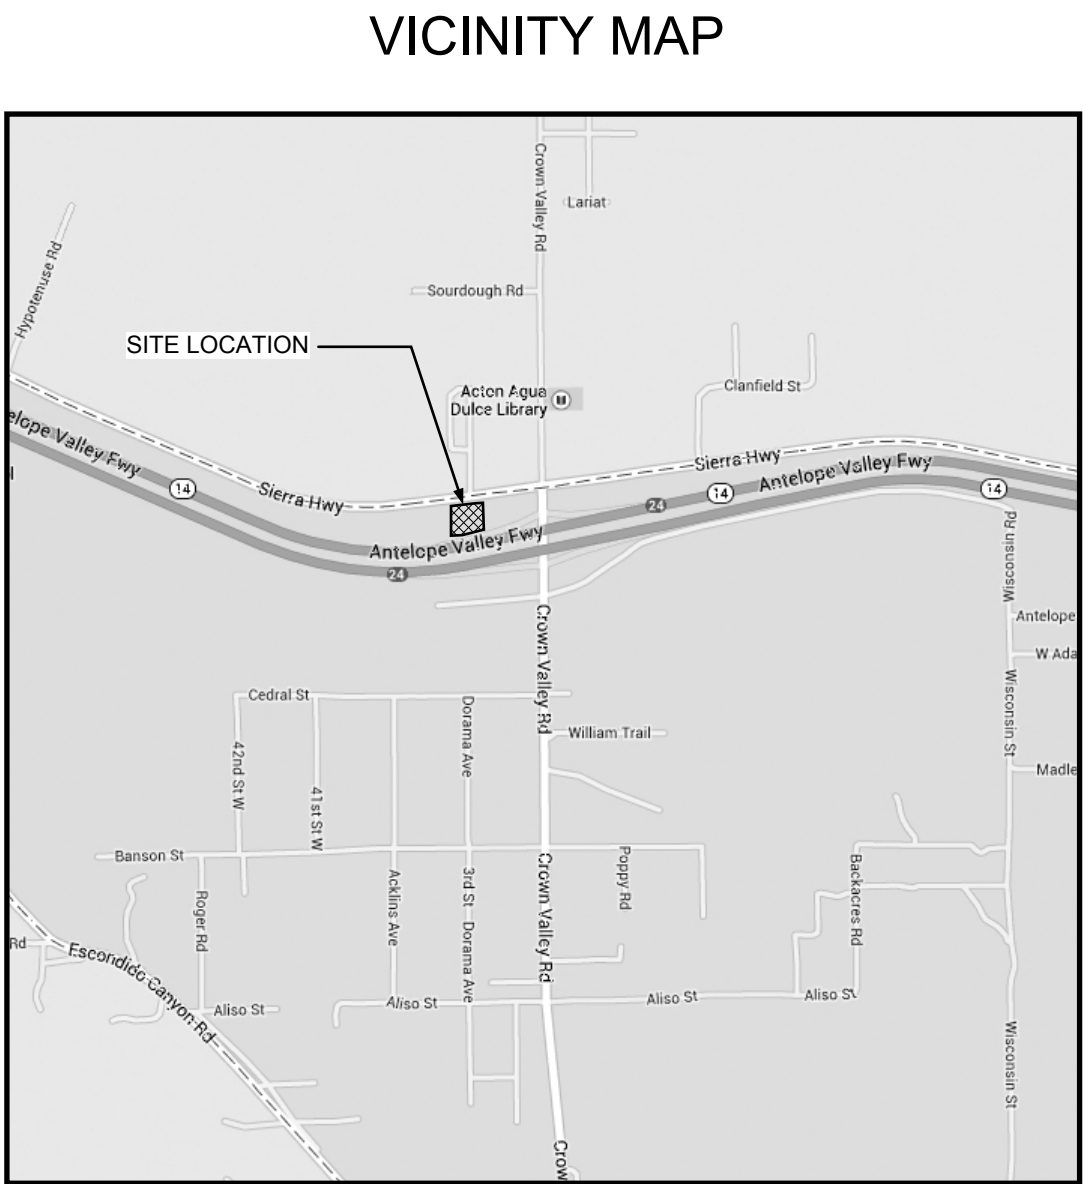 VICINITY MAP
Crown Valley Rd
Lariat
Hypotenuse Rd
Sourdough Rd
SITE LOCATION
Clanfield St
Acton Agua
Dulce Library
elope Valley Fwy
14
Sierra Hwy
Sierra Hwy
Antelope Valley Fwy
14
14
24
Antelope Valley Fwy
24
Wisconsin Rd
Crown Valley Rd
Antelope
W Ada
Cedral St
Dorama Ave
William Trail
Wisconsin St
42nd St W
41st St W
Madle
Banson St
Poppy Rd
Backacres Rd
Roger Rd
Acklins Ave
3rd St
Dorama Ave
Crown Valley Rd
Rd
Escondido Canyon Rd
Aliso St
Aliso St
Aliso St
Aliso St
Wisconsin St
Crow